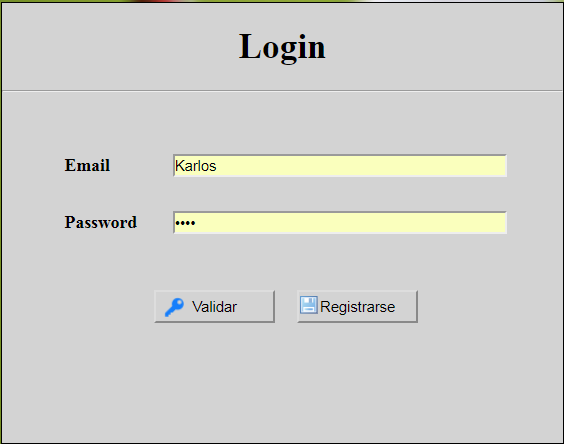 Login
Email Karlos
Password ••••
Validar Registrarse